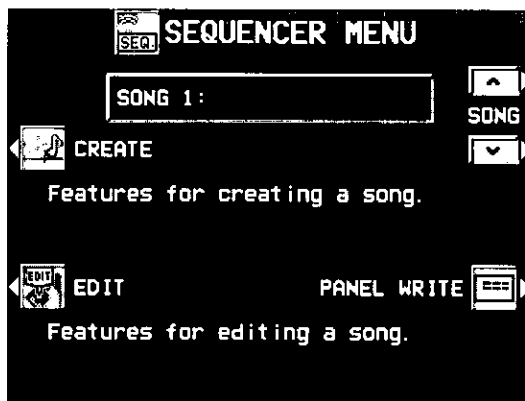 SEQ. SEQUENCER MENU
SONG 1:
SONG
CREATE
Features for creating a song.
EDIT
EDIT PANEL WRITE
Features for editing a song.